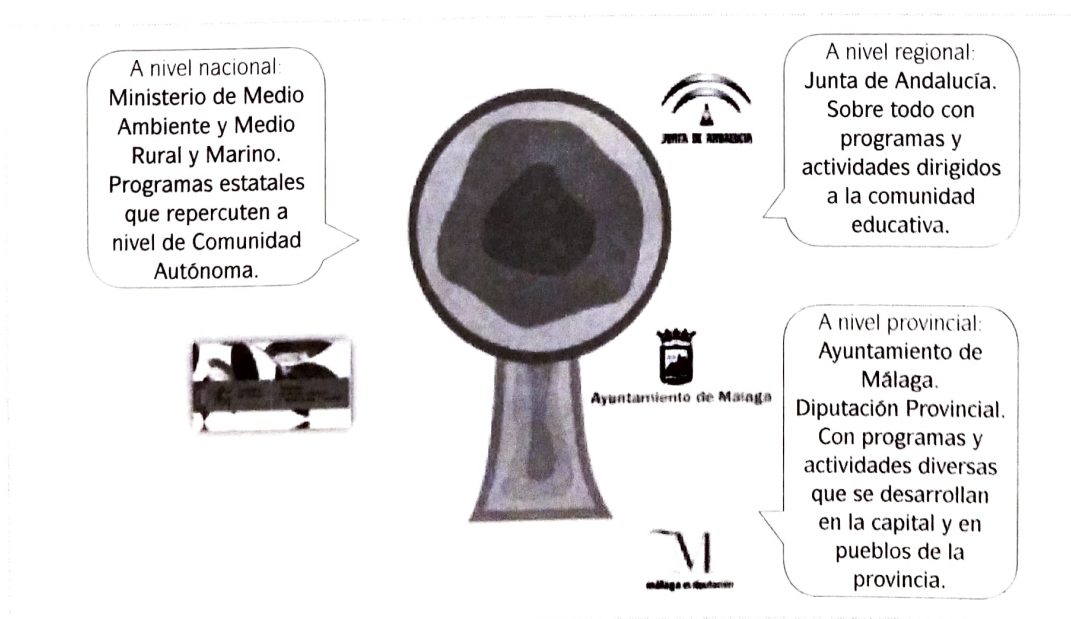 A nivel nacional:
Ministerio de Medio
Ambiente y Medio
Rural y Marino.
Programas estatales
que repercuten a
nivel de Comunidad
Autónoma.
JUNTA DE ANDALUCIA
A nivel regional:
Junta de Andalucía.
Sobre todo con
programas y
actividades dirigidos
a la comunidad
educativa.
Ayuntamiento de Málaga
A nivel provincial:
Ayuntamiento de
Málaga.
Diputación Provincial.
Con programas y
actividades diversas
que se desarrollan
en la capital y en
pueblos de la
provincia.
málaga es diputación